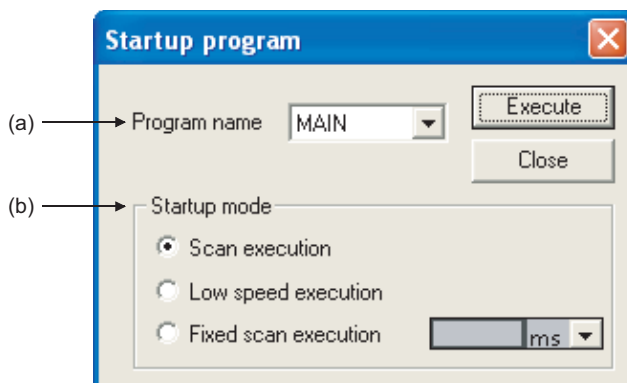 Startup program
(a) Program name MAIN Execute
Close
(b) Startup mode
Scan execution
Low speed execution
Fixed scan execution ms